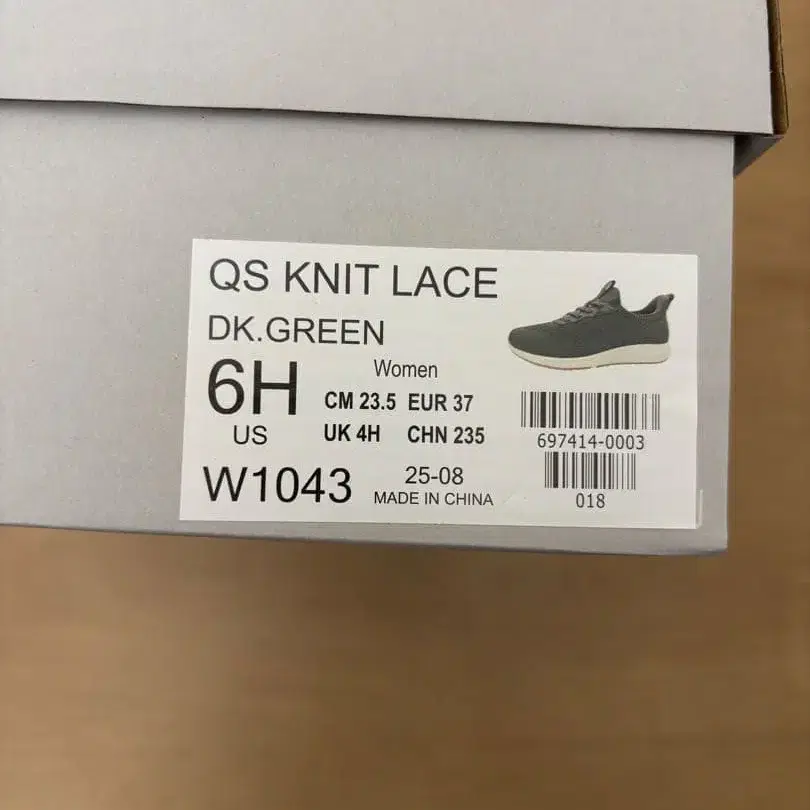 QS KNIT LACE
DK.GREEN
6H
US
Women
CM 23.5 EUR 37
UK 4H CHN 235
W1043
25-08
MADE IN CHINA
697414-0003
018